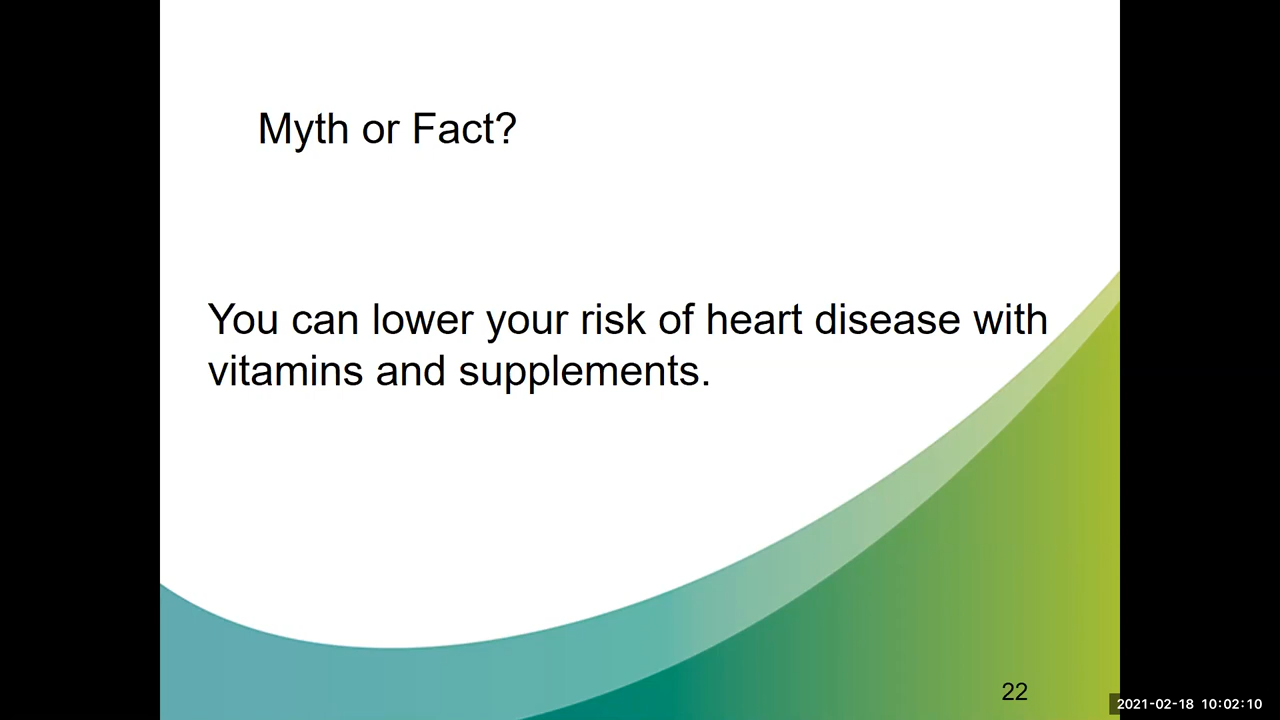 Myth or Fact?
You can lower your risk of heart disease with
vitamins and supplements.
22
2021-02-18 10:02:10